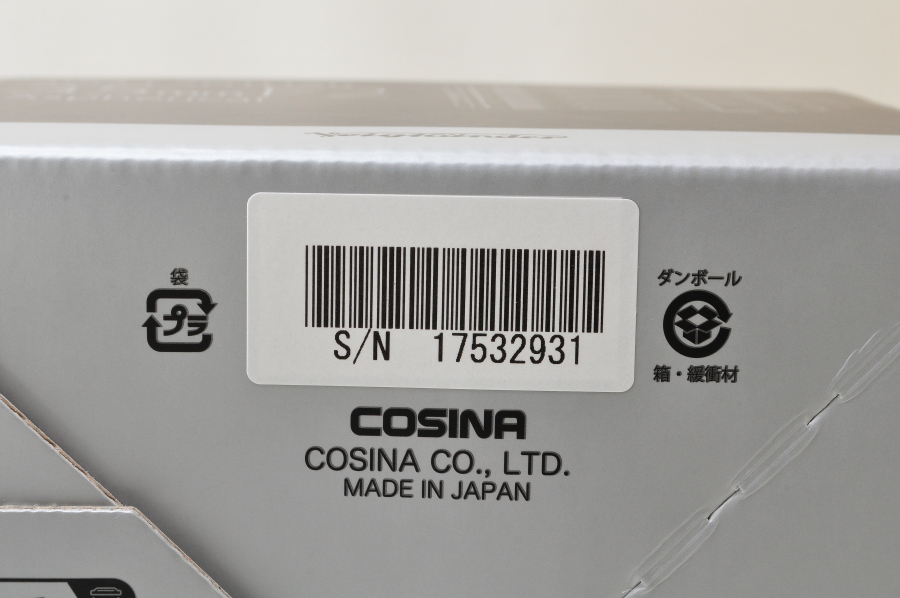 袋
プラ
S/N 17532931
ダンボール
箱・緩衝材
COSINA
COSINA CO., LTD.
MADE IN JAPAN